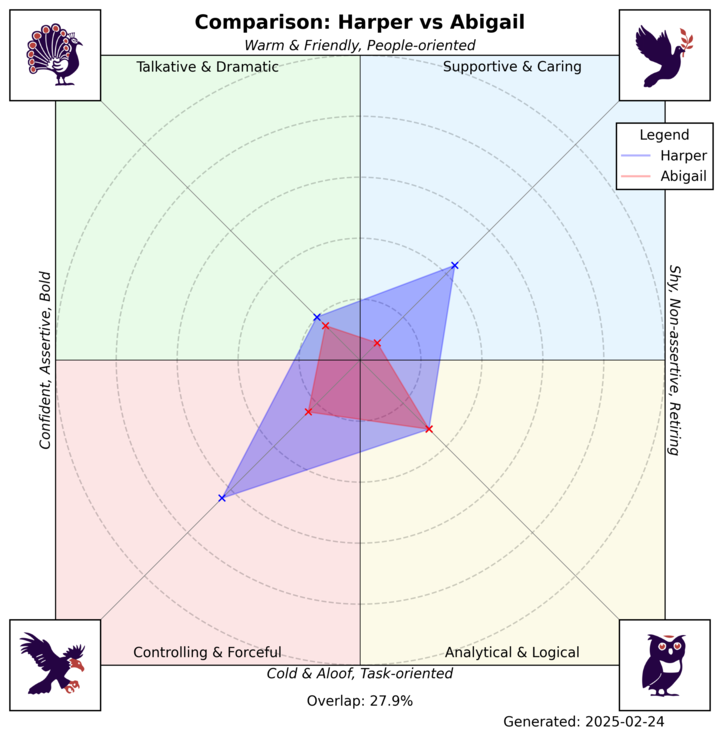 Comparison: Harper vs Abigail
Warm & Friendly, People-oriented
Talkative & Dramatic
Supportive & Caring
Legend
Harper
Abigail
Confident, Assertive, Bold
Shy, Non-assertive, Retiring
Controlling & Forceful
Analytical & Logical
Cold & Aloof, Task-oriented
Overlap: 27.9%
Generated: 2025-02-24